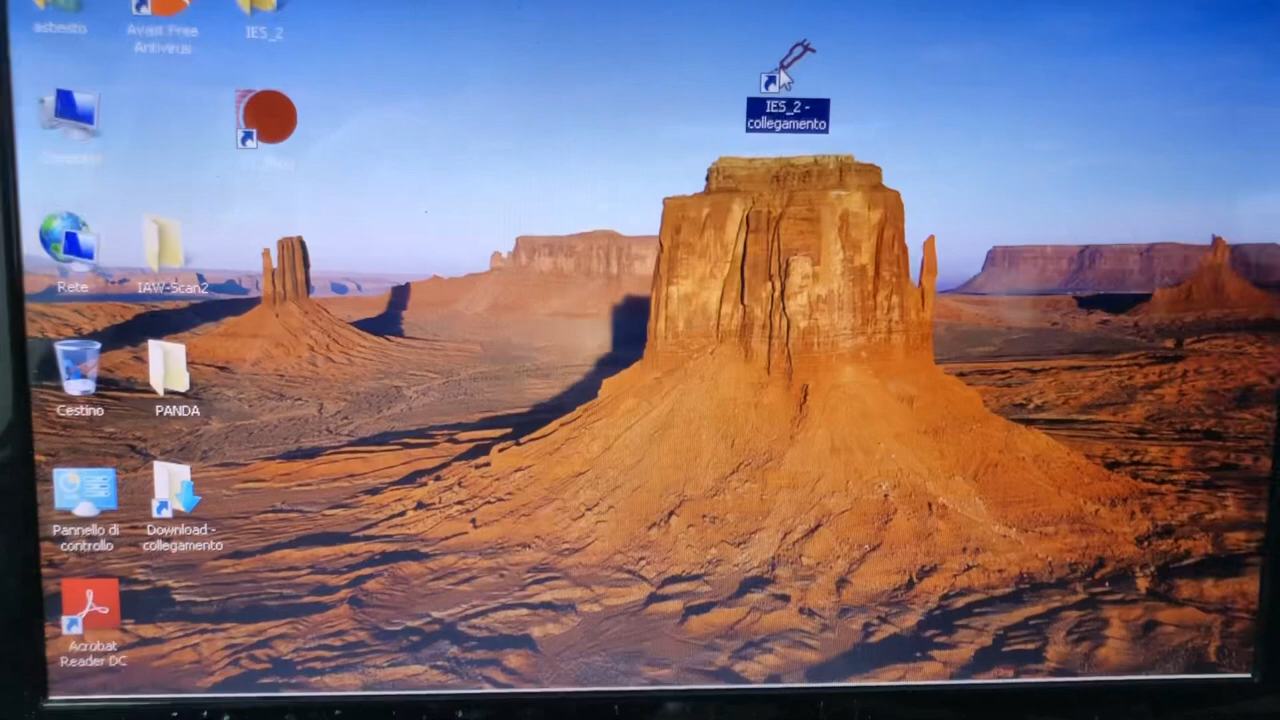 asbesto
Avast Free
Antivirus
IES_2
IES_2 -
collegamento
Rete
IAW-Scan2
Cestino
PANDA
Pannello di
controllo
Download -
collegamento
Acrobat
Reader DC